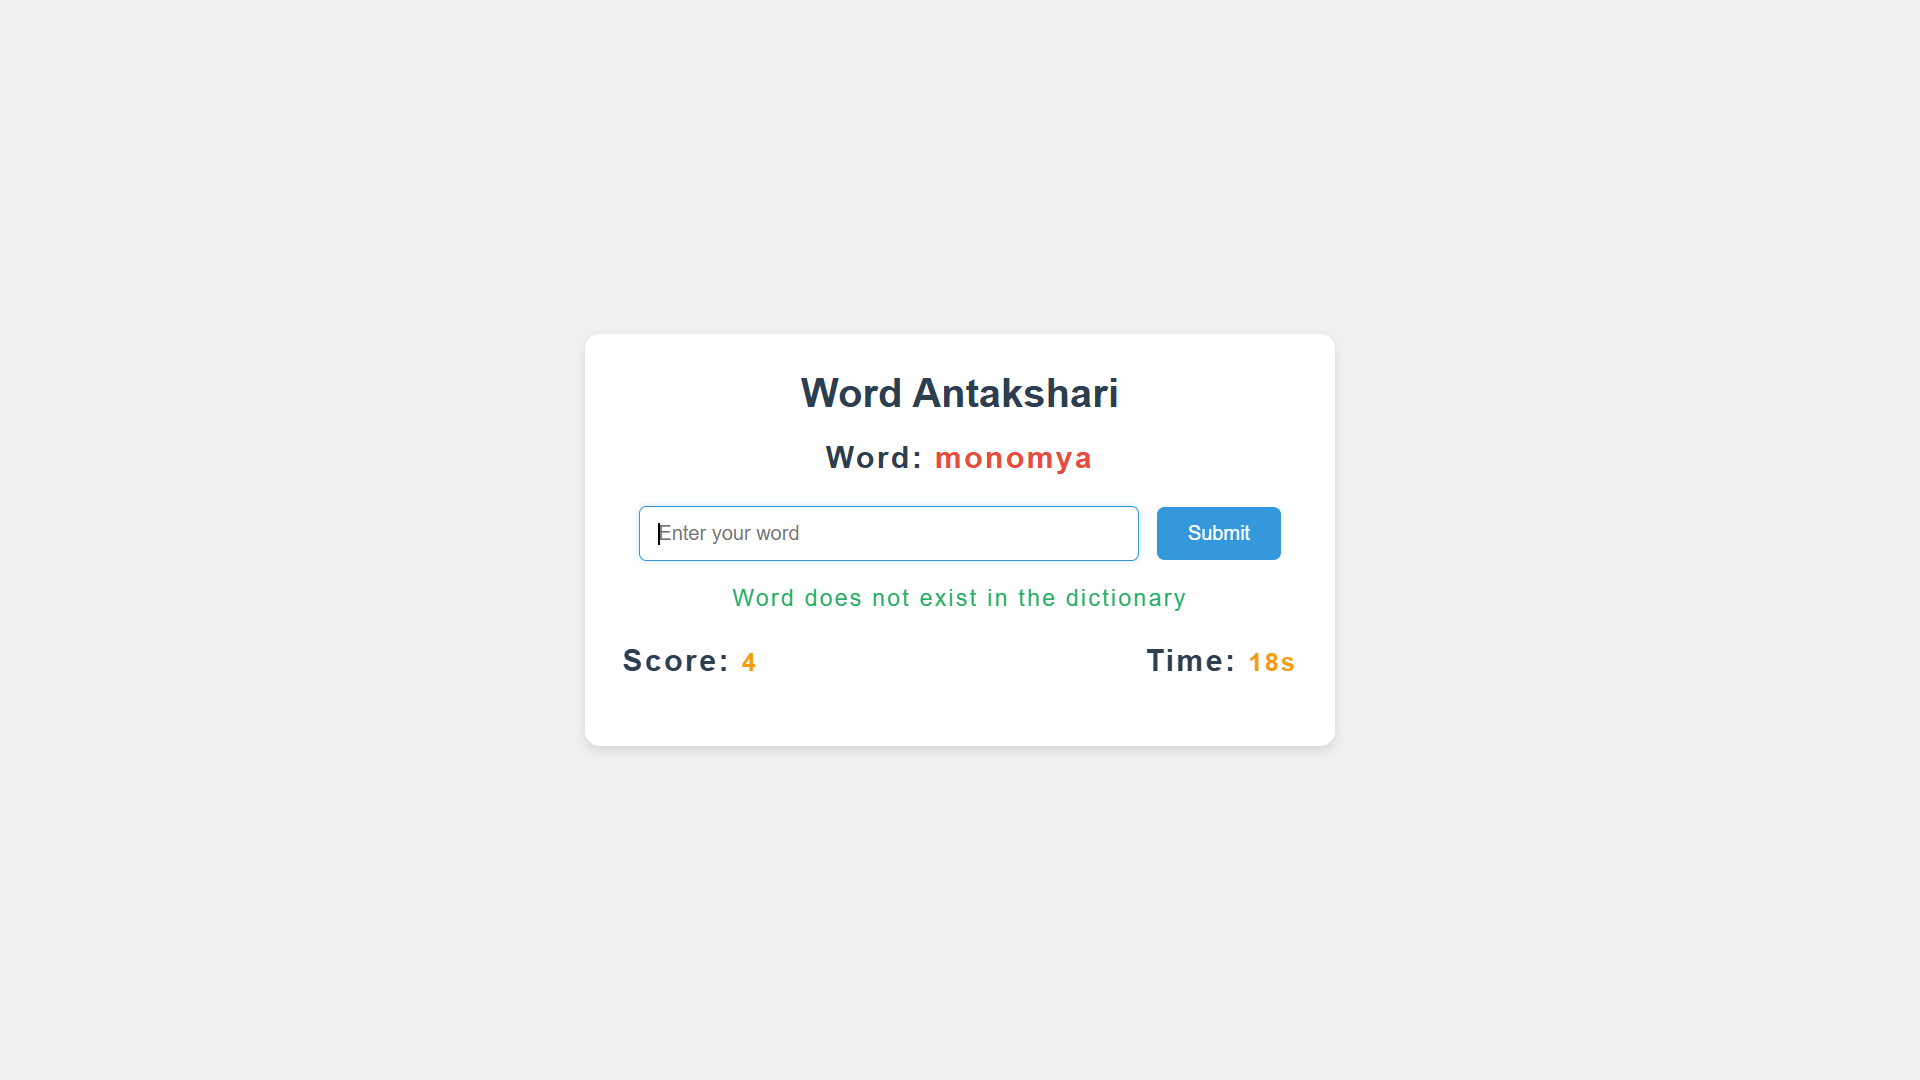 Word Antakshari
Word: monomya
Enter your word
Submit
Word does not exist in the dictionary
Score: 4
Time: 18s